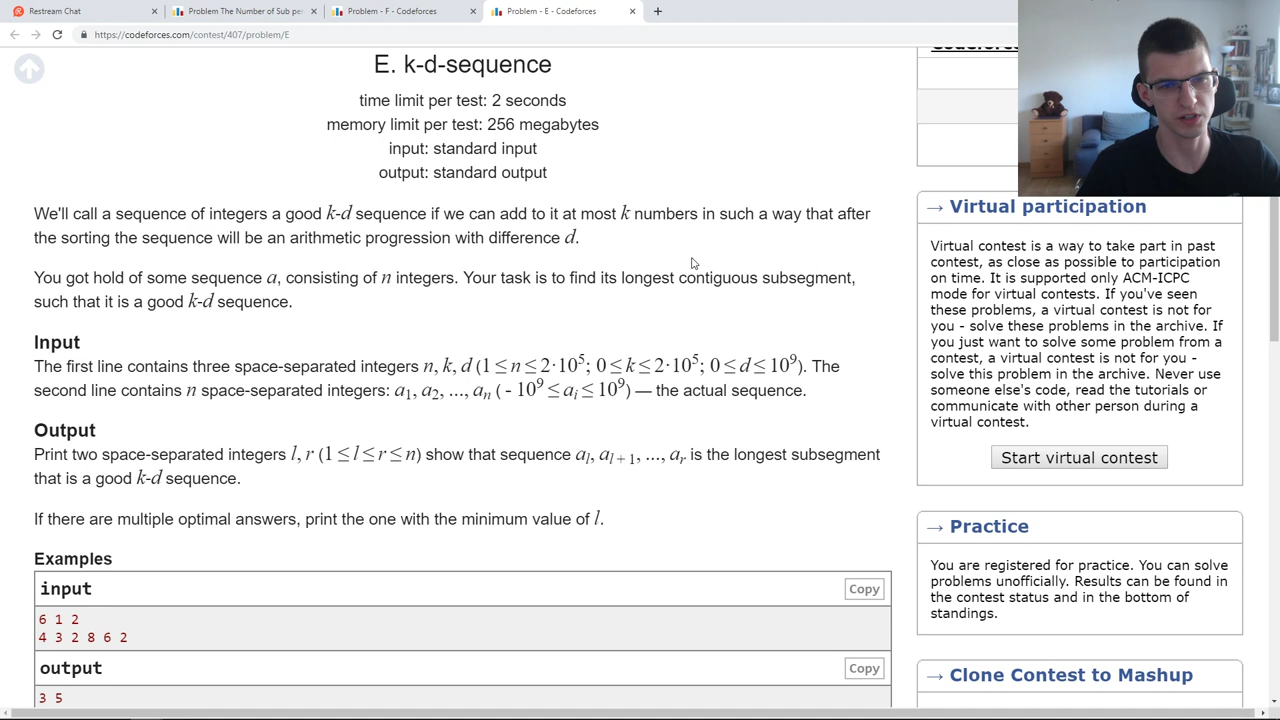 Restream Chat
Problem The Number of Sub per
Problem - F - Codeforces
Problem - E - Codeforces
https://codeforces.com/contest/407/problem/E
E. k-d-sequence
time limit per test: 2 seconds
memory limit per test: 256 megabytes
input: standard input
output: standard output
We'll call a sequence of integers a good k-d sequence if we can add to it at most k numbers in such a way that after
the sorting the sequence will be an arithmetic progression with difference d.
You got hold of some sequence a, consisting of n integers. Your task is to find its longest contiguous subsegment,
such that it is a good k-d sequence.
Input
The first line contains three space-separated integers n, k, d (1 ≤ n ≤ 2·10⁵; 0 ≤ k ≤ 2·10⁵; 0 ≤ d ≤ 10⁹). The
second line contains n space-separated integers: a₁, a₂, ..., aₙ ( - 10⁹ ≤ aᵢ ≤ 10⁹) — the actual sequence.
Output
Print two space-separated integers l, r (1 ≤ l ≤ r ≤ n) show that sequence aₗ, aₗ₊₁, ..., aᵣ is the longest subsegment
that is a good k-d sequence.
If there are multiple optimal answers, print the one with the minimum value of l.
Examples
input
Copy
6 1 2
4 3 2 8 6 2
output
Copy
3 5
→ Virtual participation
Virtual contest is a way to take part in past
contest, as close as possible to participation
on time. It is supported only ACM-ICPC
mode for virtual contests. If you've seen
these problems, a virtual contest is not for
you - solve these problems in the archive. If
you just want to solve some problem from a
contest, a virtual contest is not for you -
solve this problem in the archive. Never use
someone else's code, read the tutorials or
communicate with other person during a
virtual contest.
Start virtual contest
→ Practice
You are registered for practice. You can solve
problems unofficially. Results can be found
in the contest status and in the bottom of
standings.
→ Clone Contest to Mashup